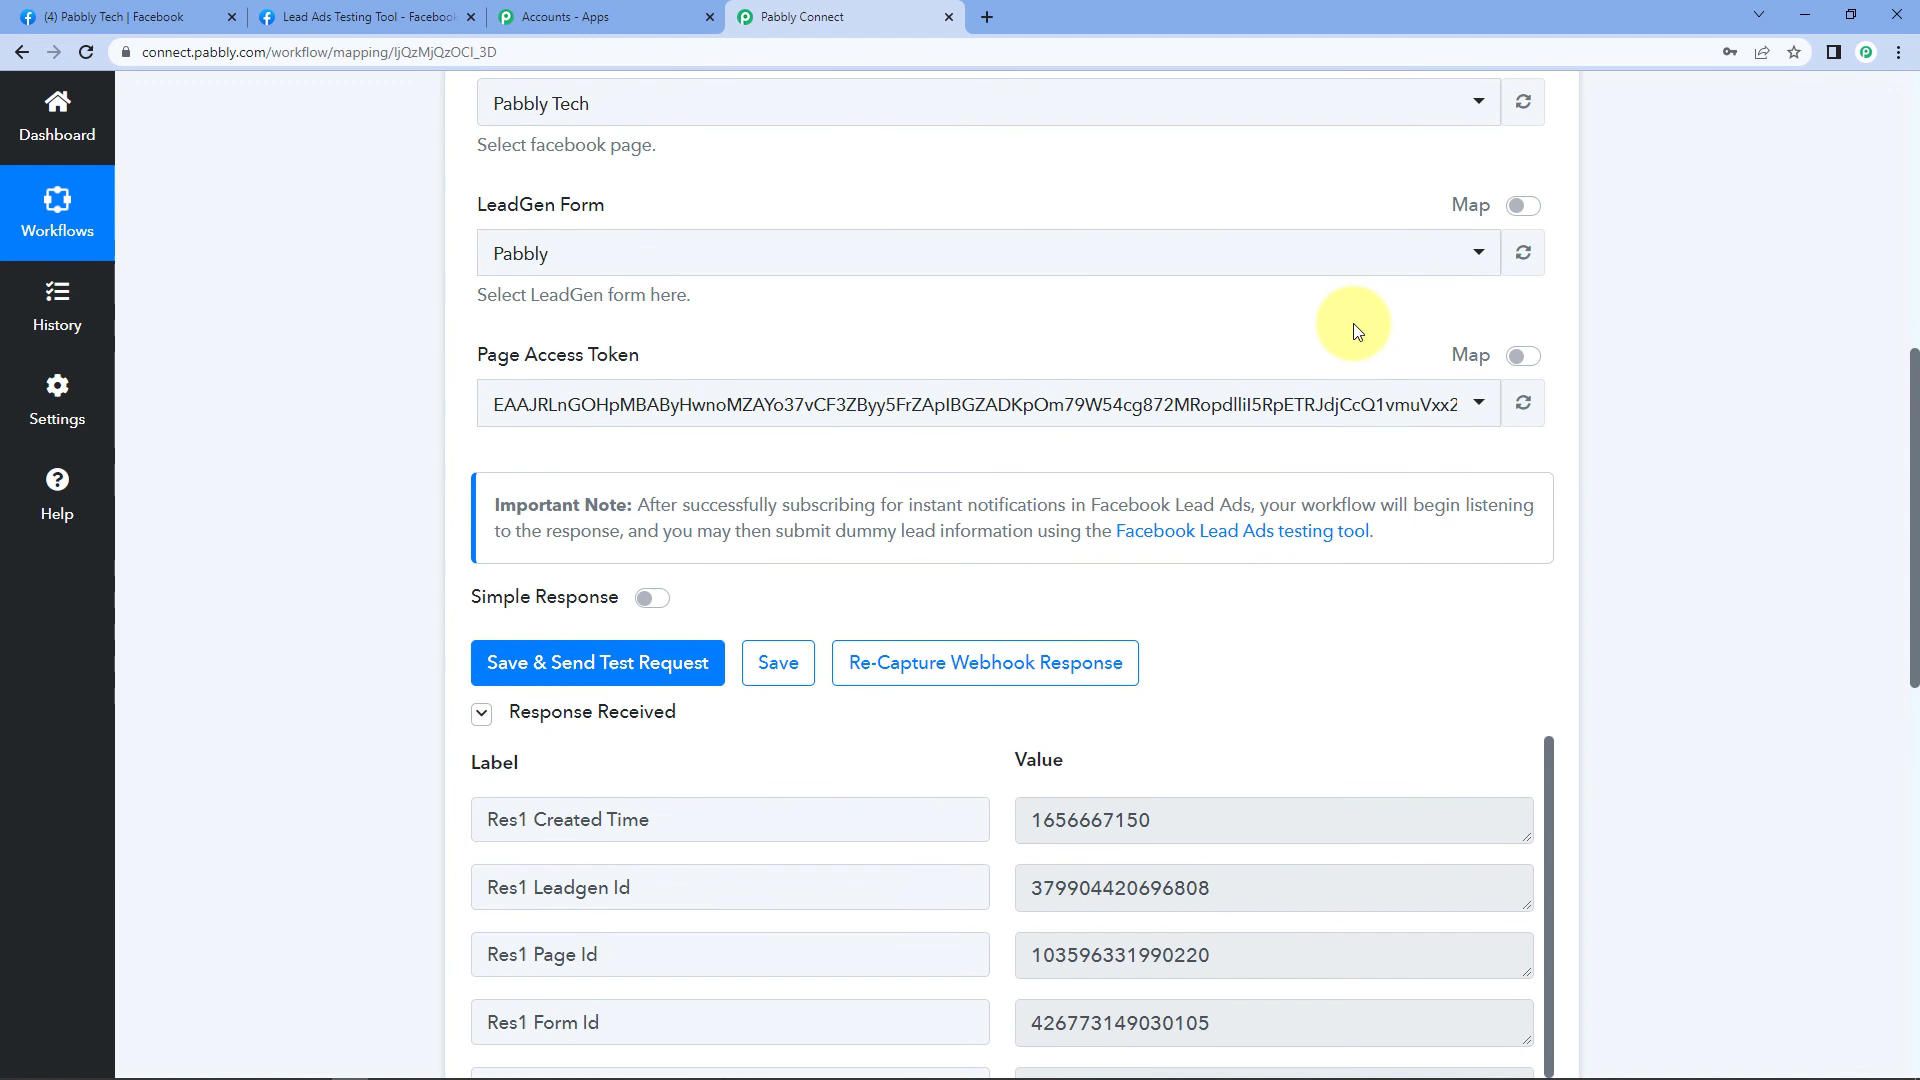 (4) Pabbly Tech | Facebook
Lead Ads Testing Tool - Facebook
Accounts - Apps
Pabbly Connect
connect.pabbly.com/workflow/mapping/IjQzMjQzOCI_3D
Dashboard
Workflows
History
Settings
Help
Pabbly Tech
Select facebook page.
LeadGen Form
Map
Pabbly
Select LeadGen form here.
Page Access Token
Map
EAAJRLnGOHpMBAByHwnoMZAYo37vCF3ZByy5FrZApIBGZADKpOm79W54cg872MRopdlliI5RpETRJdjCcQ1vmuVxx2
Important Note: After successfully subscribing for instant notifications in Facebook Lead Ads, your workflow will begin listening
to the response, and you may then submit dummy lead information using the Facebook Lead Ads testing tool.
Simple Response
Save & Send Test Request
Save
Re-Capture Webhook Response
Response Received
Label
Value
Res1 Created Time
1656667150
Res1 Leadgen Id
379904420696808
Res1 Page Id
103596331990220
Res1 Form Id
426773149030105